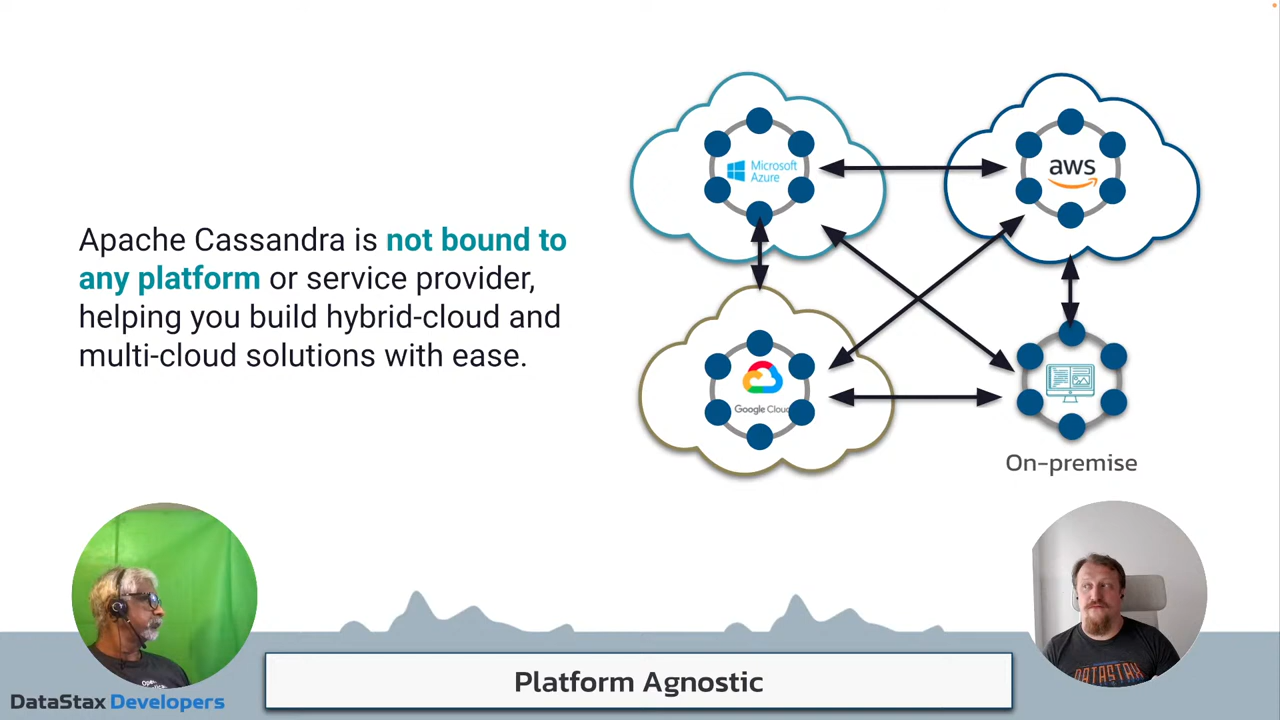 Apache Cassandra is not bound to
any platform or service provider,
helping you build hybrid-cloud and
multi-cloud solutions with ease.
Microsoft
Azure
aws
Google Cloud
On-premise
DATASTAX
Platform Agnostic
DataStax Developers